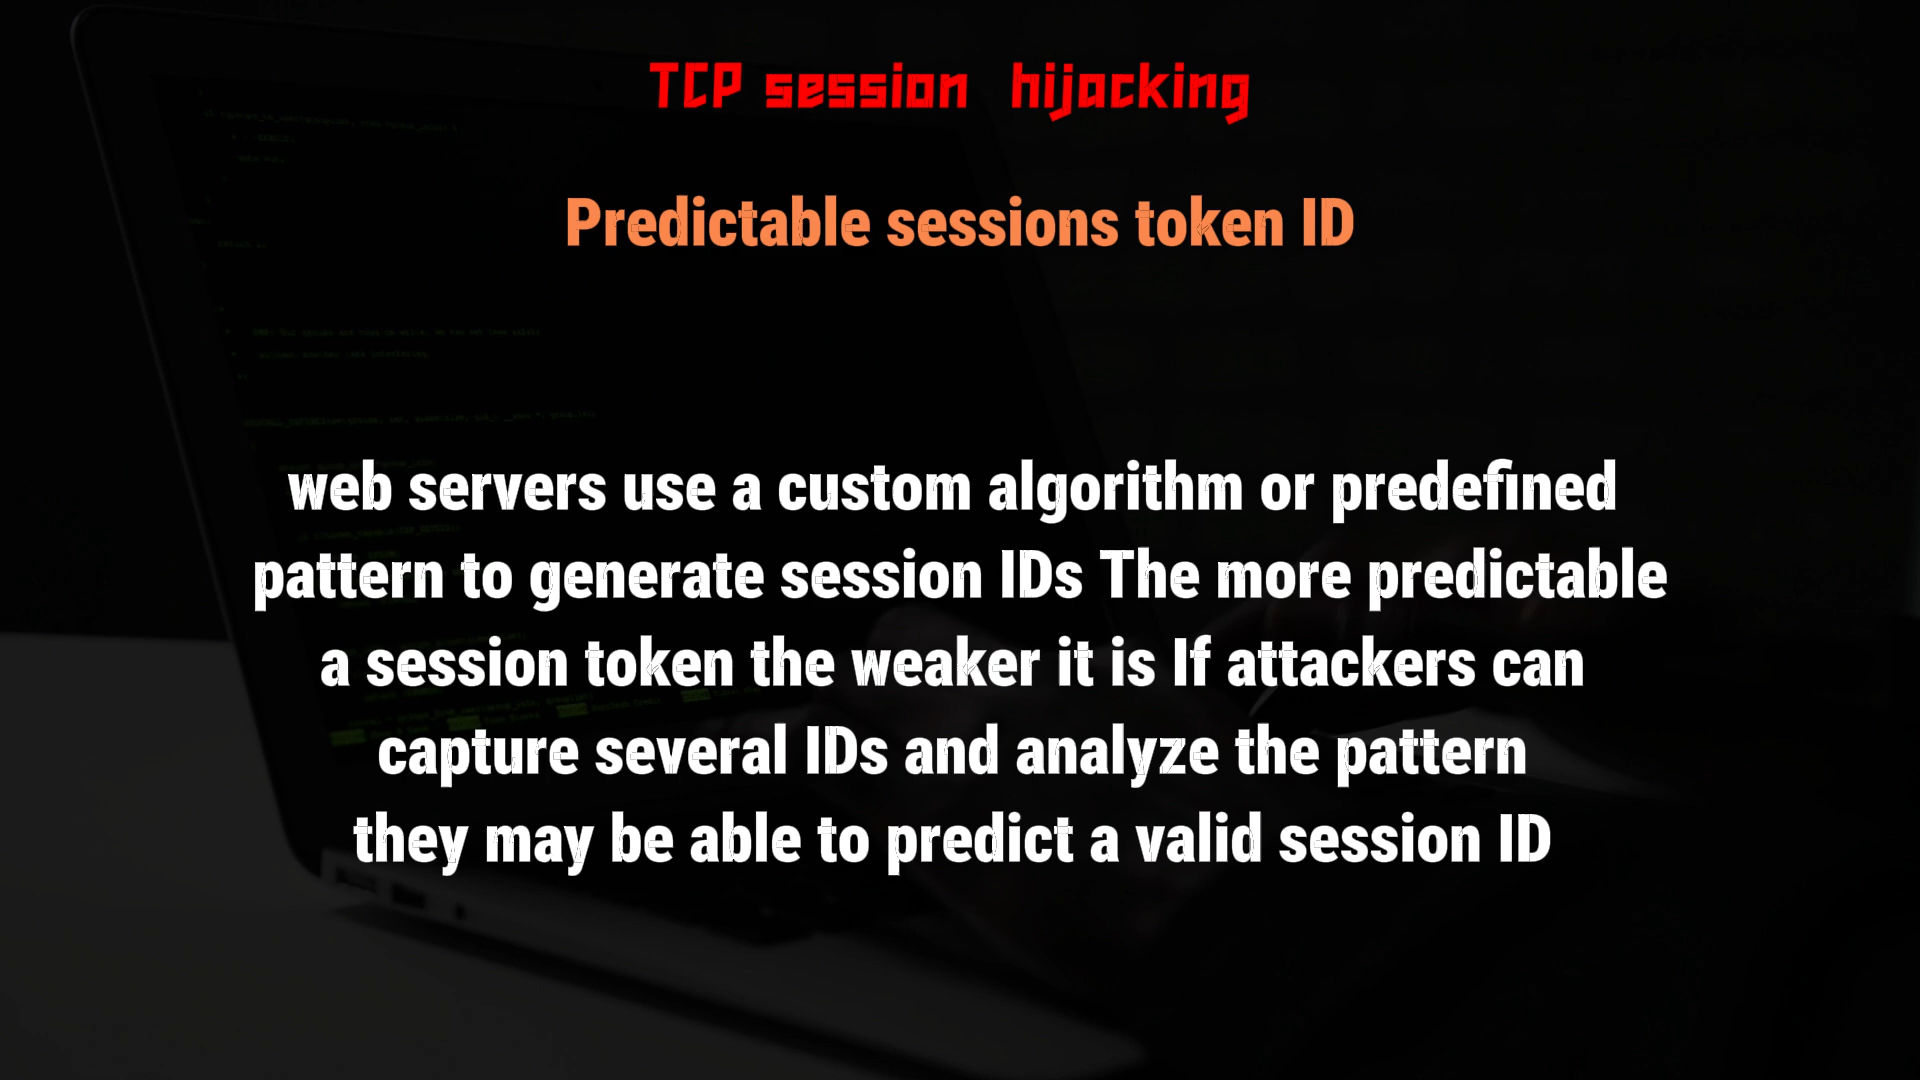 TCP session hijacking
Predictable sessions token ID
web servers use a custom algorithm or predefined
pattern to generate session IDs The more predictable
a session token the weaker it is If attackers can
capture several IDs and analyze the pattern
they may be able to predict a valid session ID